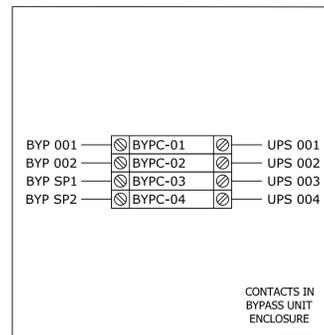 BYP 001 BYPC-01 UPS 001
BYP 002 BYPC-02 UPS 002
BYP SP1 BYPC-03 UPS 003
BYP SP2 BYPC-04 UPS 004
CONTACTS IN
BYPASS UNIT
ENCLOSURE